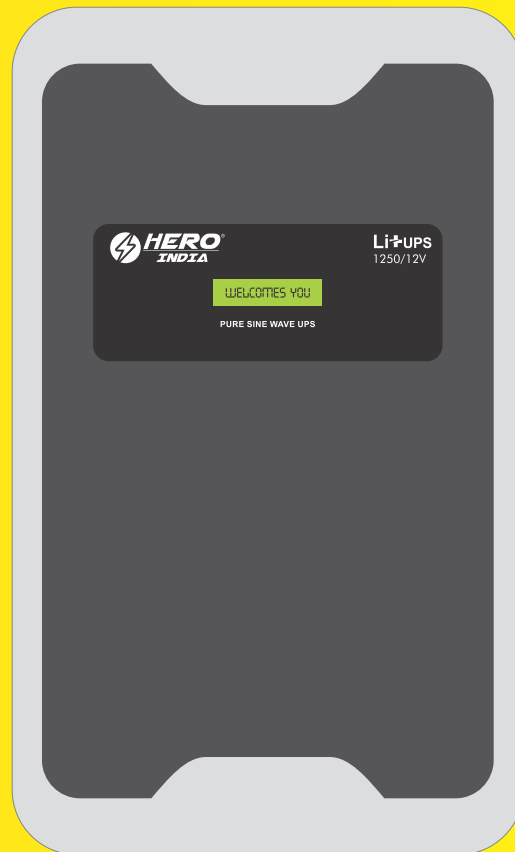 HERO®
INDIA
Li+UPS
1250/12V
WELCOMES YOU
PURE SINE WAVE UPS